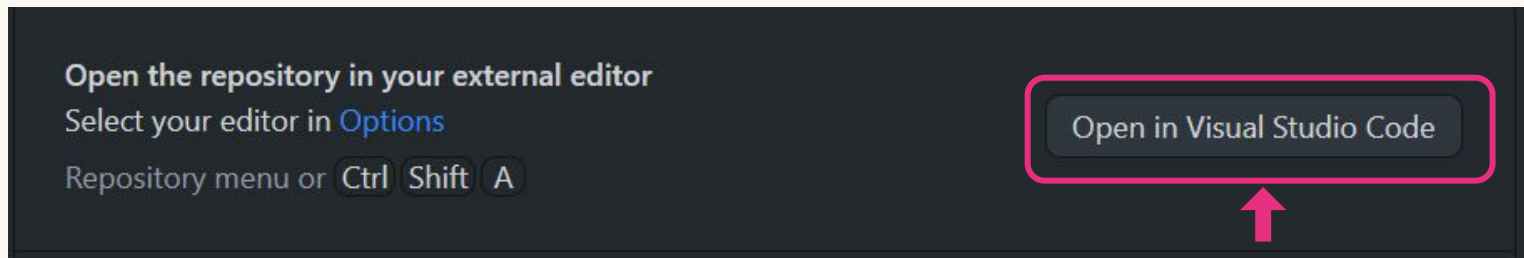 Open the repository in your external editor
Select your editor in Options
Repository menu or Ctrl Shift A
Open in Visual Studio Code